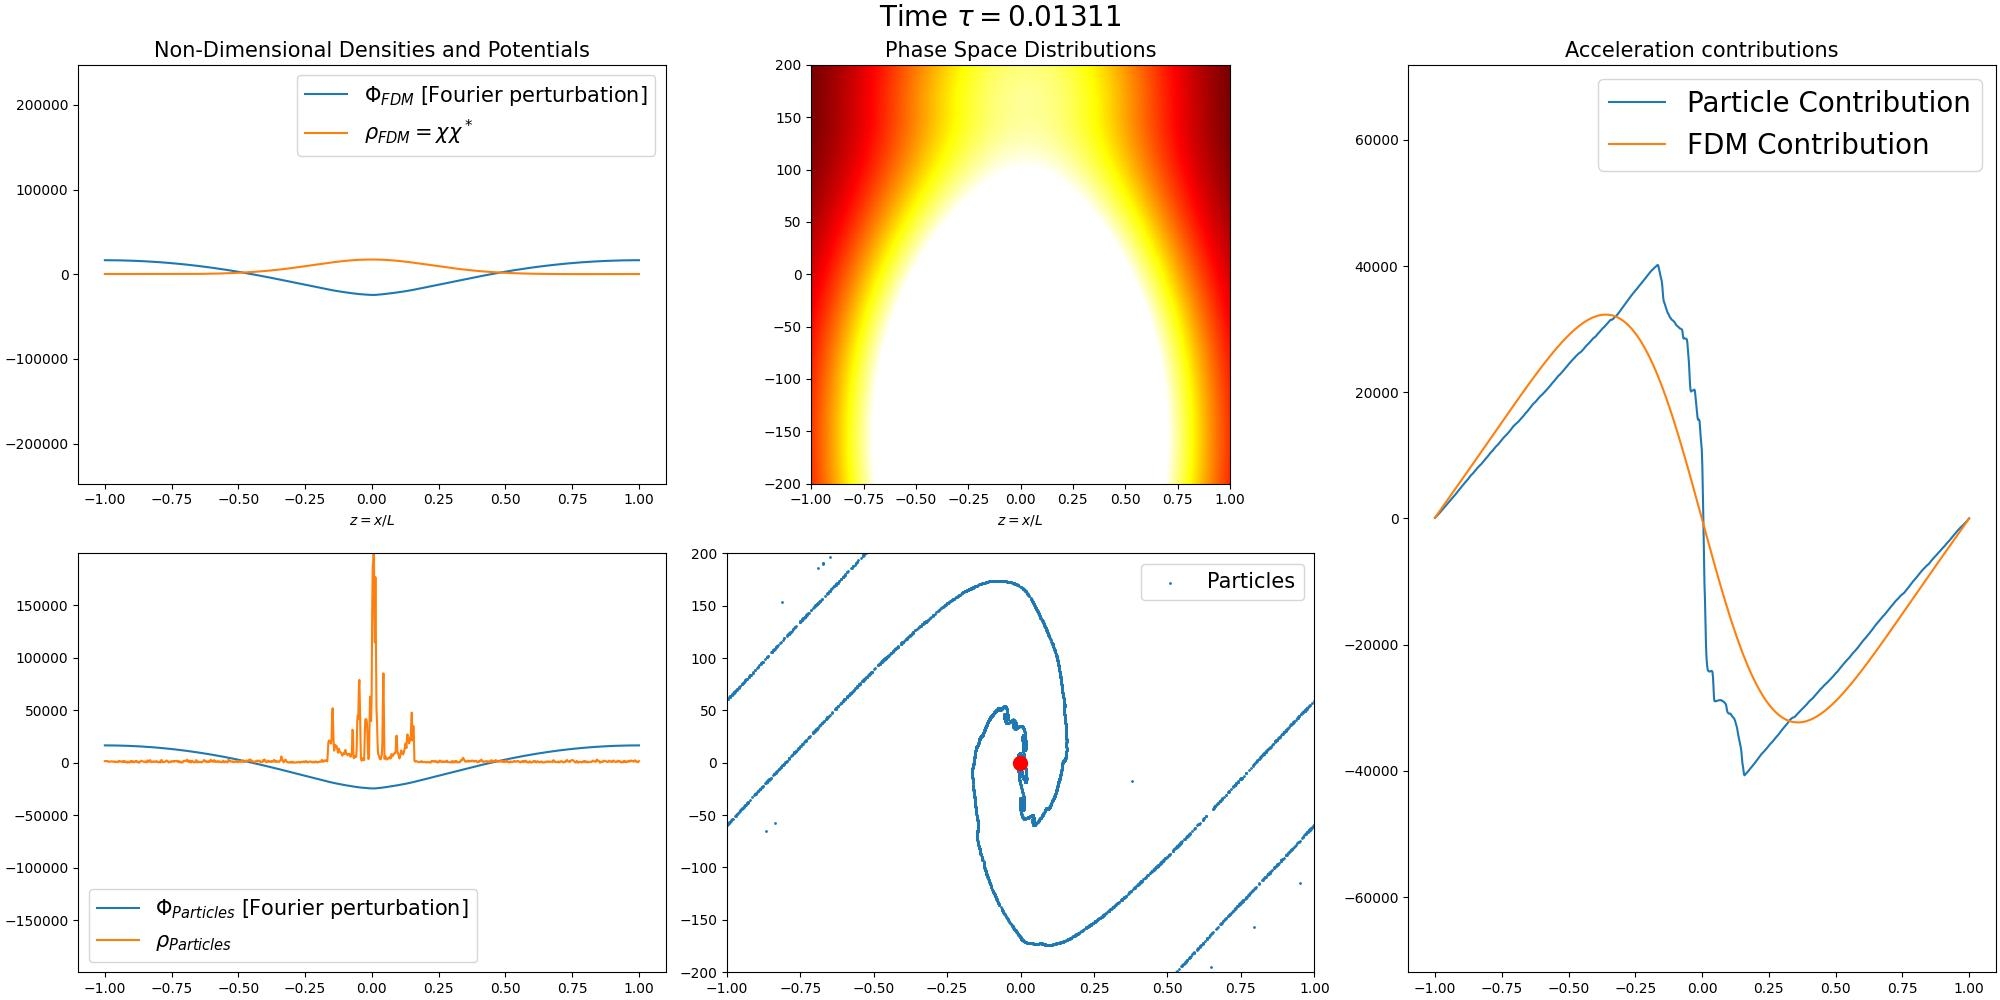 Time τ = 0.01311
Non-Dimensional Densities and Potentials
200000
100000
0
−100000
−200000
Φ_FDM [Fourier perturbation]
ρ_FDM = χχ*
−1.00 −0.75 −0.50 −0.25 0.00 0.25 0.50 0.75 1.00
z = x/L
Phase Space Distributions
200
150
100
50
0
−50
−100
−150
−200
−1.00 −0.75 −0.50 −0.25 0.00 0.25 0.50 0.75 1.00
z = x/L
Acceleration contributions
Particle Contribution
FDM Contribution
60000
40000
20000
0
−20000
−40000
−60000
−1.00 −0.75 −0.50 −0.25 0.00 0.25 0.50 0.75 1.00
150000
100000
50000
0
−50000
−100000
−150000
Φ_Particles [Fourier perturbation]
ρ_Particles
−1.00 −0.75 −0.50 −0.25 0.00 0.25 0.50 0.75 1.00
200
150
100
50
0
−50
−100
−150
−200
Particles
−1.00 −0.75 −0.50 −0.25 0.00 0.25 0.50 0.75 1.00